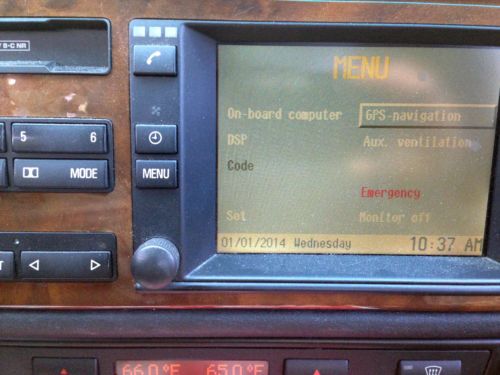 B-C NR
MENU
On-board computer GPS-navigation
5 6
DSP Aux. ventilation
Code
MODE MENU
Emergency
Set Monitor off
01/01/2014 Wednesday 10:37 AM
66.0°F 65.0°F